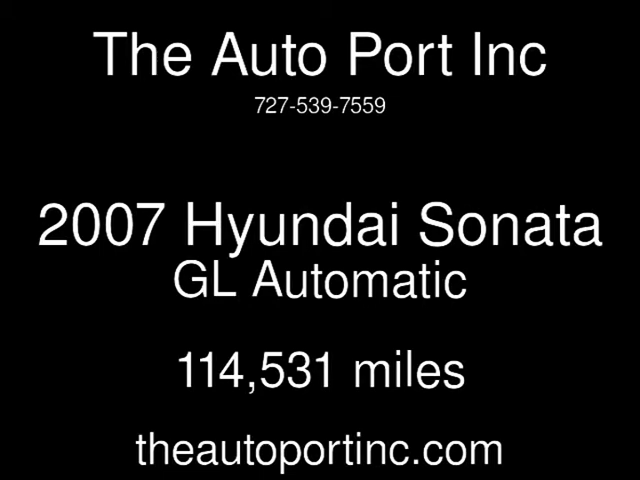 The Auto Port Inc
727-539-7559
2007 Hyundai Sonata
GL Automatic
114,531 miles
theautoportinc.com